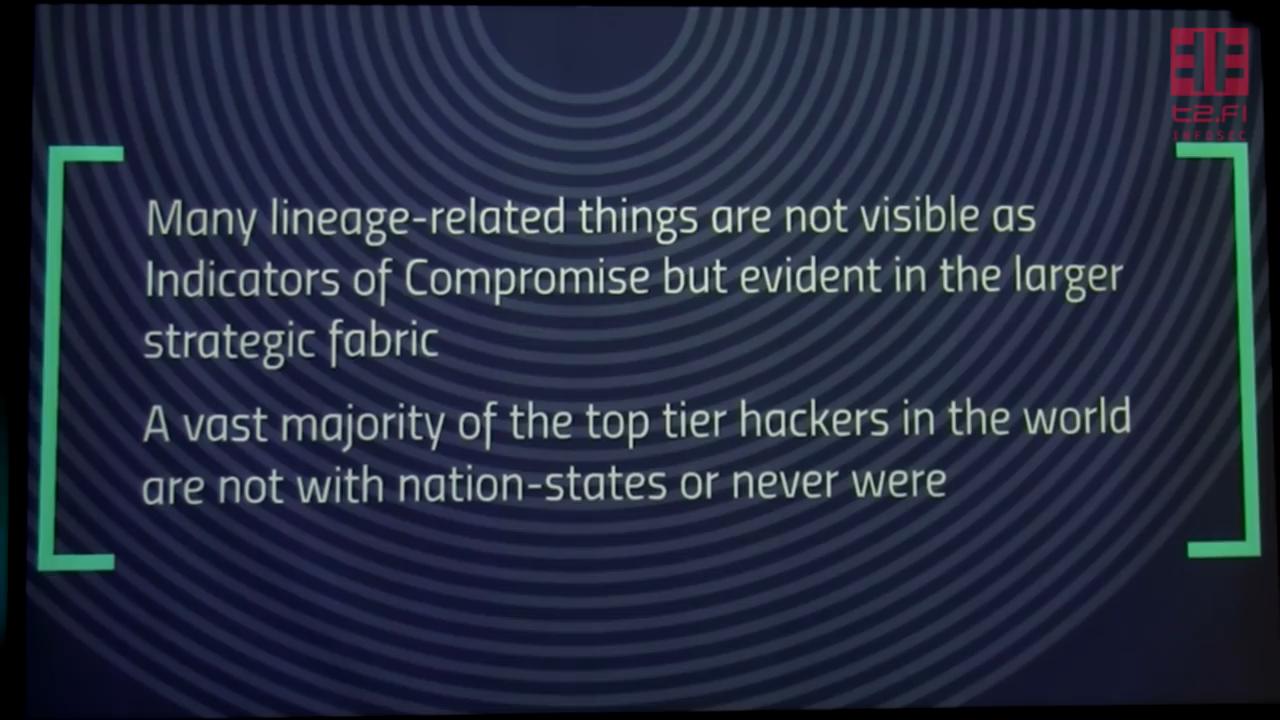 t2.fi
INFOSEC
Many lineage-related things are not visible as
Indicators of Compromise but evident in the larger
strategic fabric
A vast majority of the top tier hackers in the world
are not with nation-states or never were